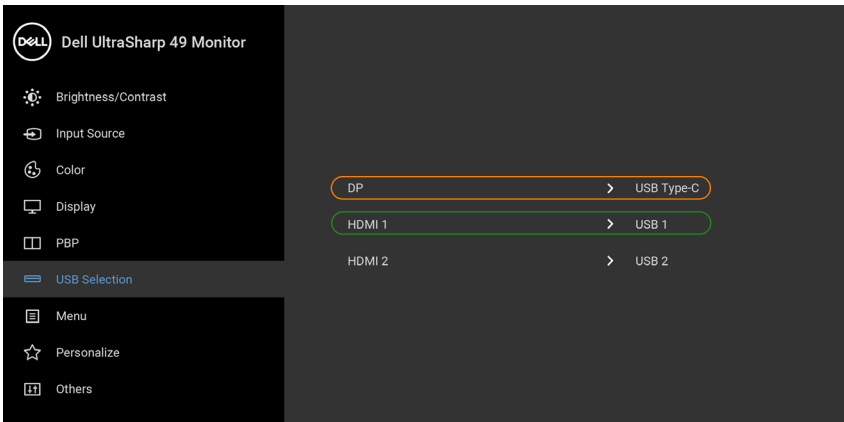 DELL Dell UltraSharp 49 Monitor
Brightness/Contrast
Input Source
Color
Display
PBP
USB Selection
Menu
Personalize
Others
DP > USB Type-C
HDMI 1 > USB 1
HDMI 2 > USB 2